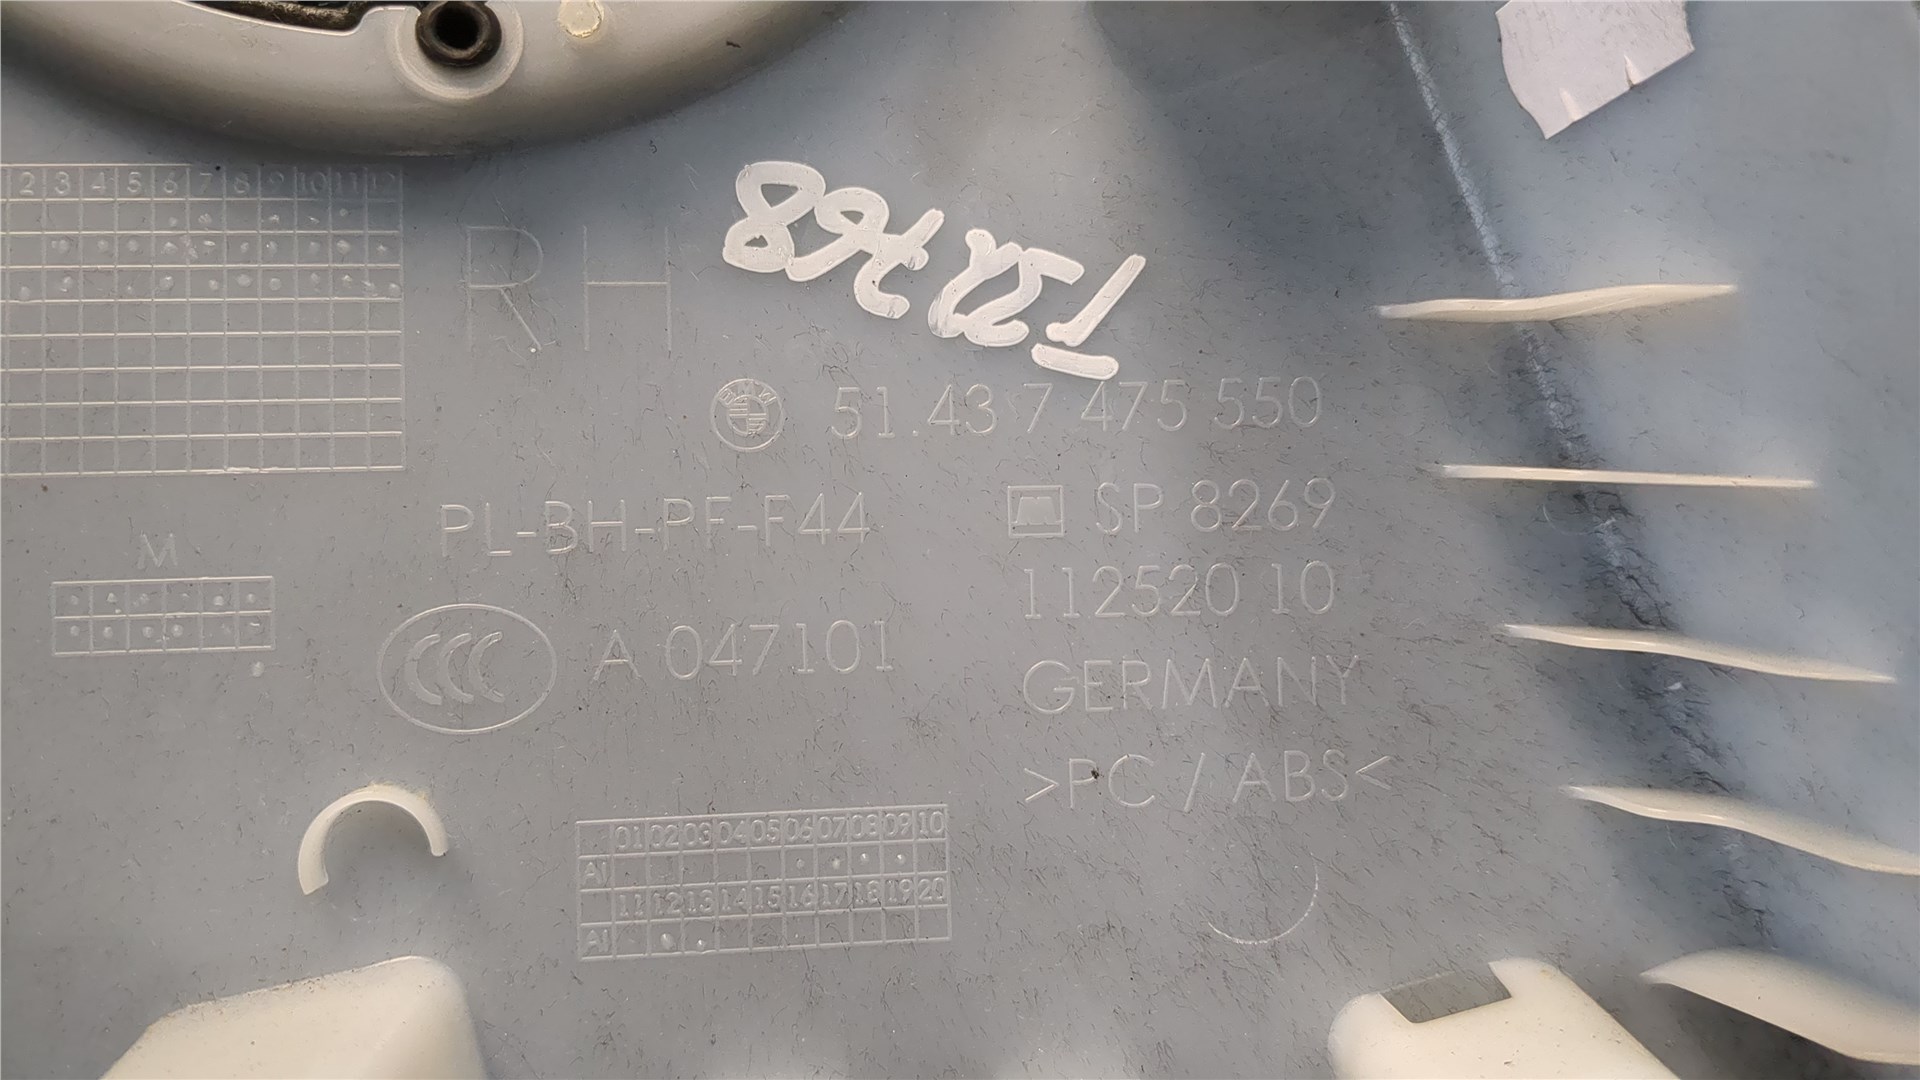 2 3 4 5 6 7 8 9 10 11 12
RH
51.43 7 475 550
PL-BH-PF-F44
SP 8269
M
112520 10
CCC A 047101
GERMANY
>PC / ABS<
01 02 03 04 05 06 07 08 09 10
AI
11 12 13 14 15 16 17 18 19 20
AI